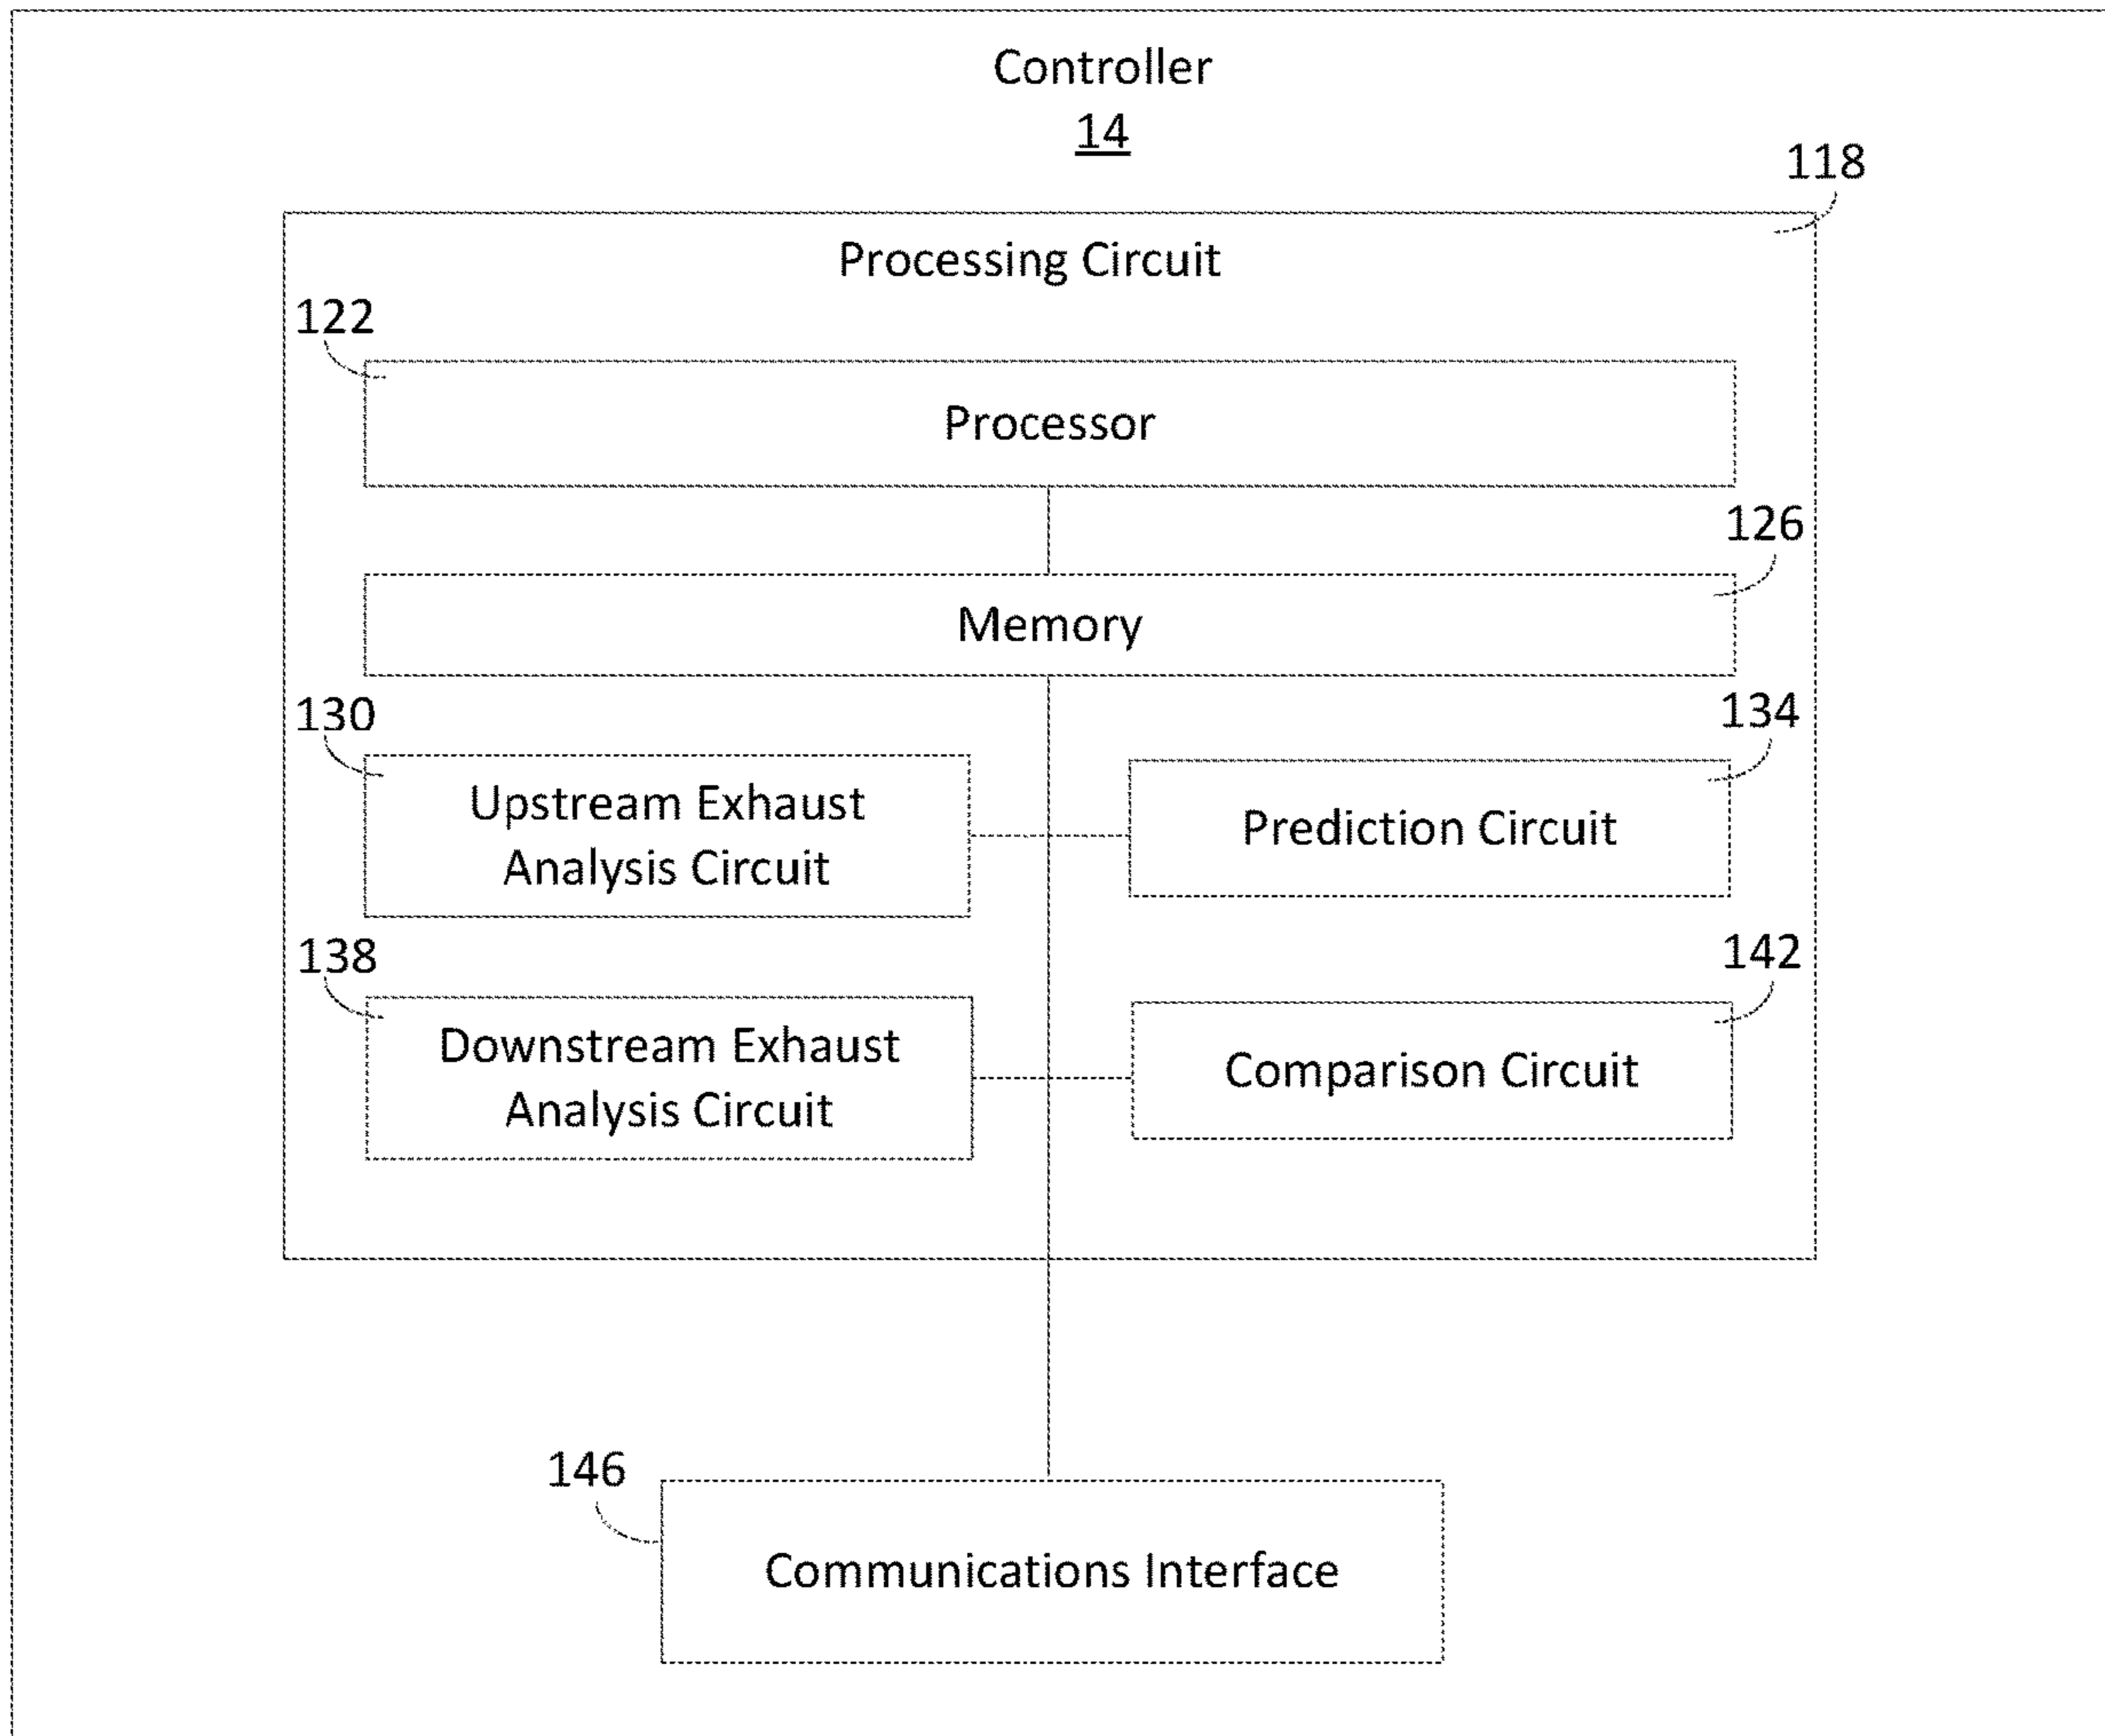 Controller
14
118
Processing Circuit
122
Processor
126
Memory
130
134
Upstream Exhaust
Analysis Circuit
Prediction Circuit
138
142
Downstream Exhaust
Analysis Circuit
Comparison Circuit
146
Communications Interface